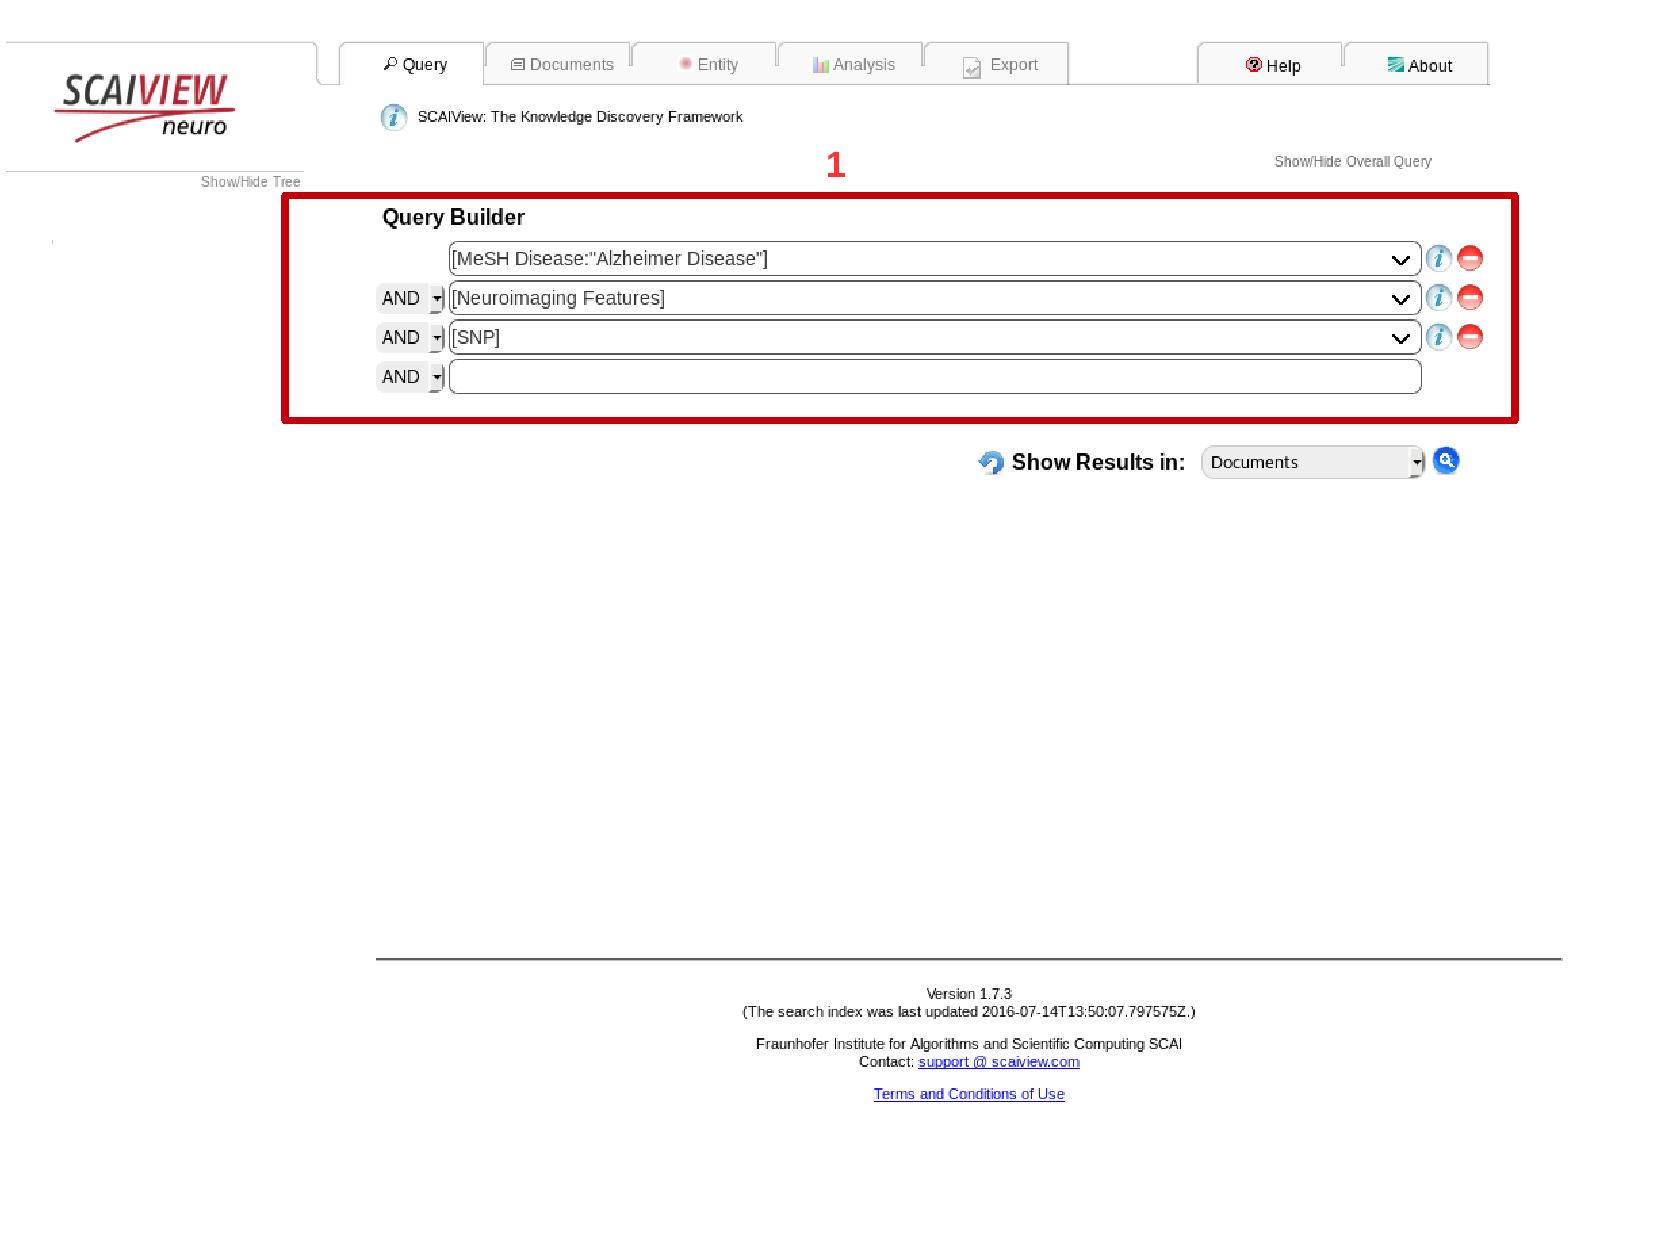 Query Documents Entity Analysis Export Help About
SCAIVIEW
neuro
SCAIView: The Knowledge Discovery Framework
1
Show/Hide Overall Query
Show/Hide Tree
Query Builder
[MeSH Disease:"Alzheimer Disease"]
AND [Neuroimaging Features]
AND [SNP]
AND
Show Results in: Documents
Version 1.7.3
(The search index was last updated 2016-07-14T13:50:07.797575Z.)
Fraunhofer Institute for Algorithms and Scientific Computing SCAI
Contact: support @ scaiview.com
Terms and Conditions of Use